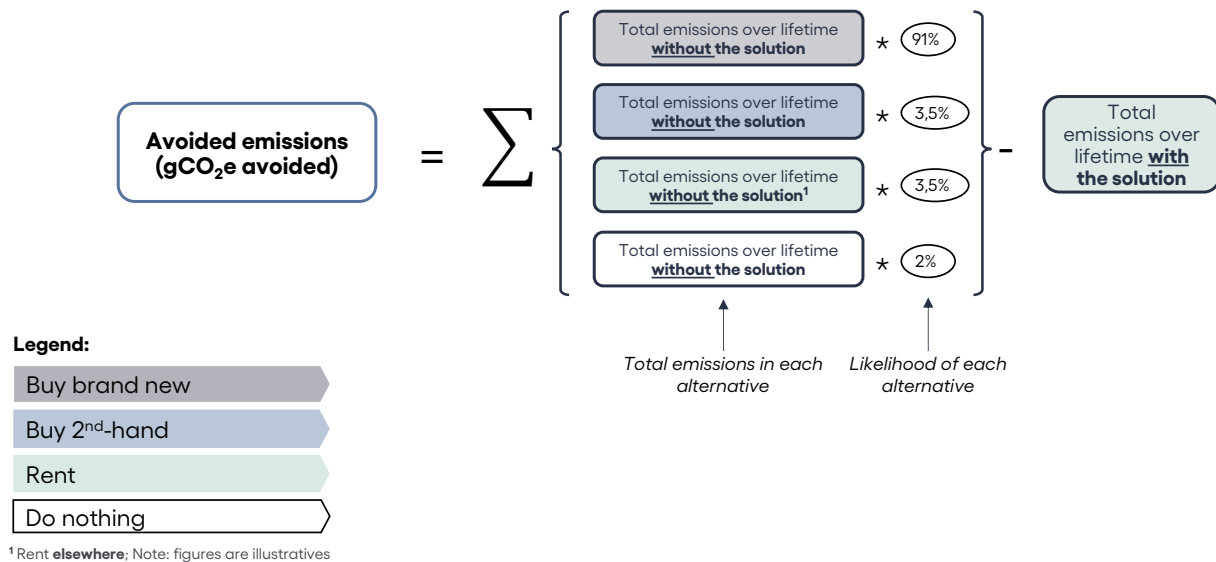 Total emissions over lifetime
without the solution
* 91%
Total emissions over lifetime
without the solution
* 3,5%
Avoided emissions
(gCO₂e avoided)
= ∑
Total emissions over lifetime
without the solution¹
* 3,5%
Total emissions over lifetime
without the solution
* 2%
-
Total
emissions over
lifetime with
the solution
Total emissions in each
alternative
Likelihood of each
alternative
Legend:
Buy brand new
Buy 2nd-hand
Rent
Do nothing
¹ Rent elsewhere; Note: figures are illustratives